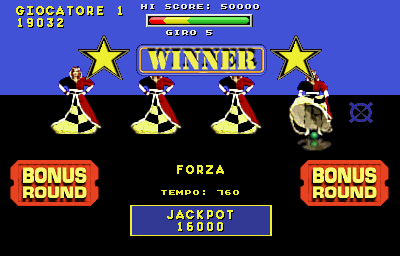 GIOCATORE 1
19032
HI SCORE: 50000
GIRO 5
WINNER
BONUS
ROUND
FORZA
TEMPO: 760
JACKPOT
16000
BONUS
ROUND